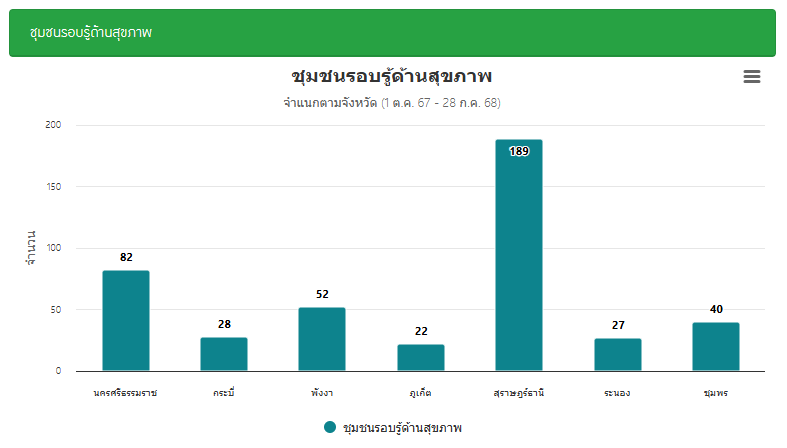 ชุมชนรอบรู้ด้านสุขภาพ
ชุมชนรอบรู้ด้านสุขภาพ
จำแนกตามจังหวัด (1 ต.ค. 67 - 28 ก.ค. 68)
จำนวน
200
150
100
50
0
82
28
52
22
189
27
40
นครศรีธรรมราช
กระบี่
พังงา
ภูเก็ต
สุราษฎร์ธานี
ระนอง
ชุมพร
ชุมชนรอบรู้ด้านสุขภาพ